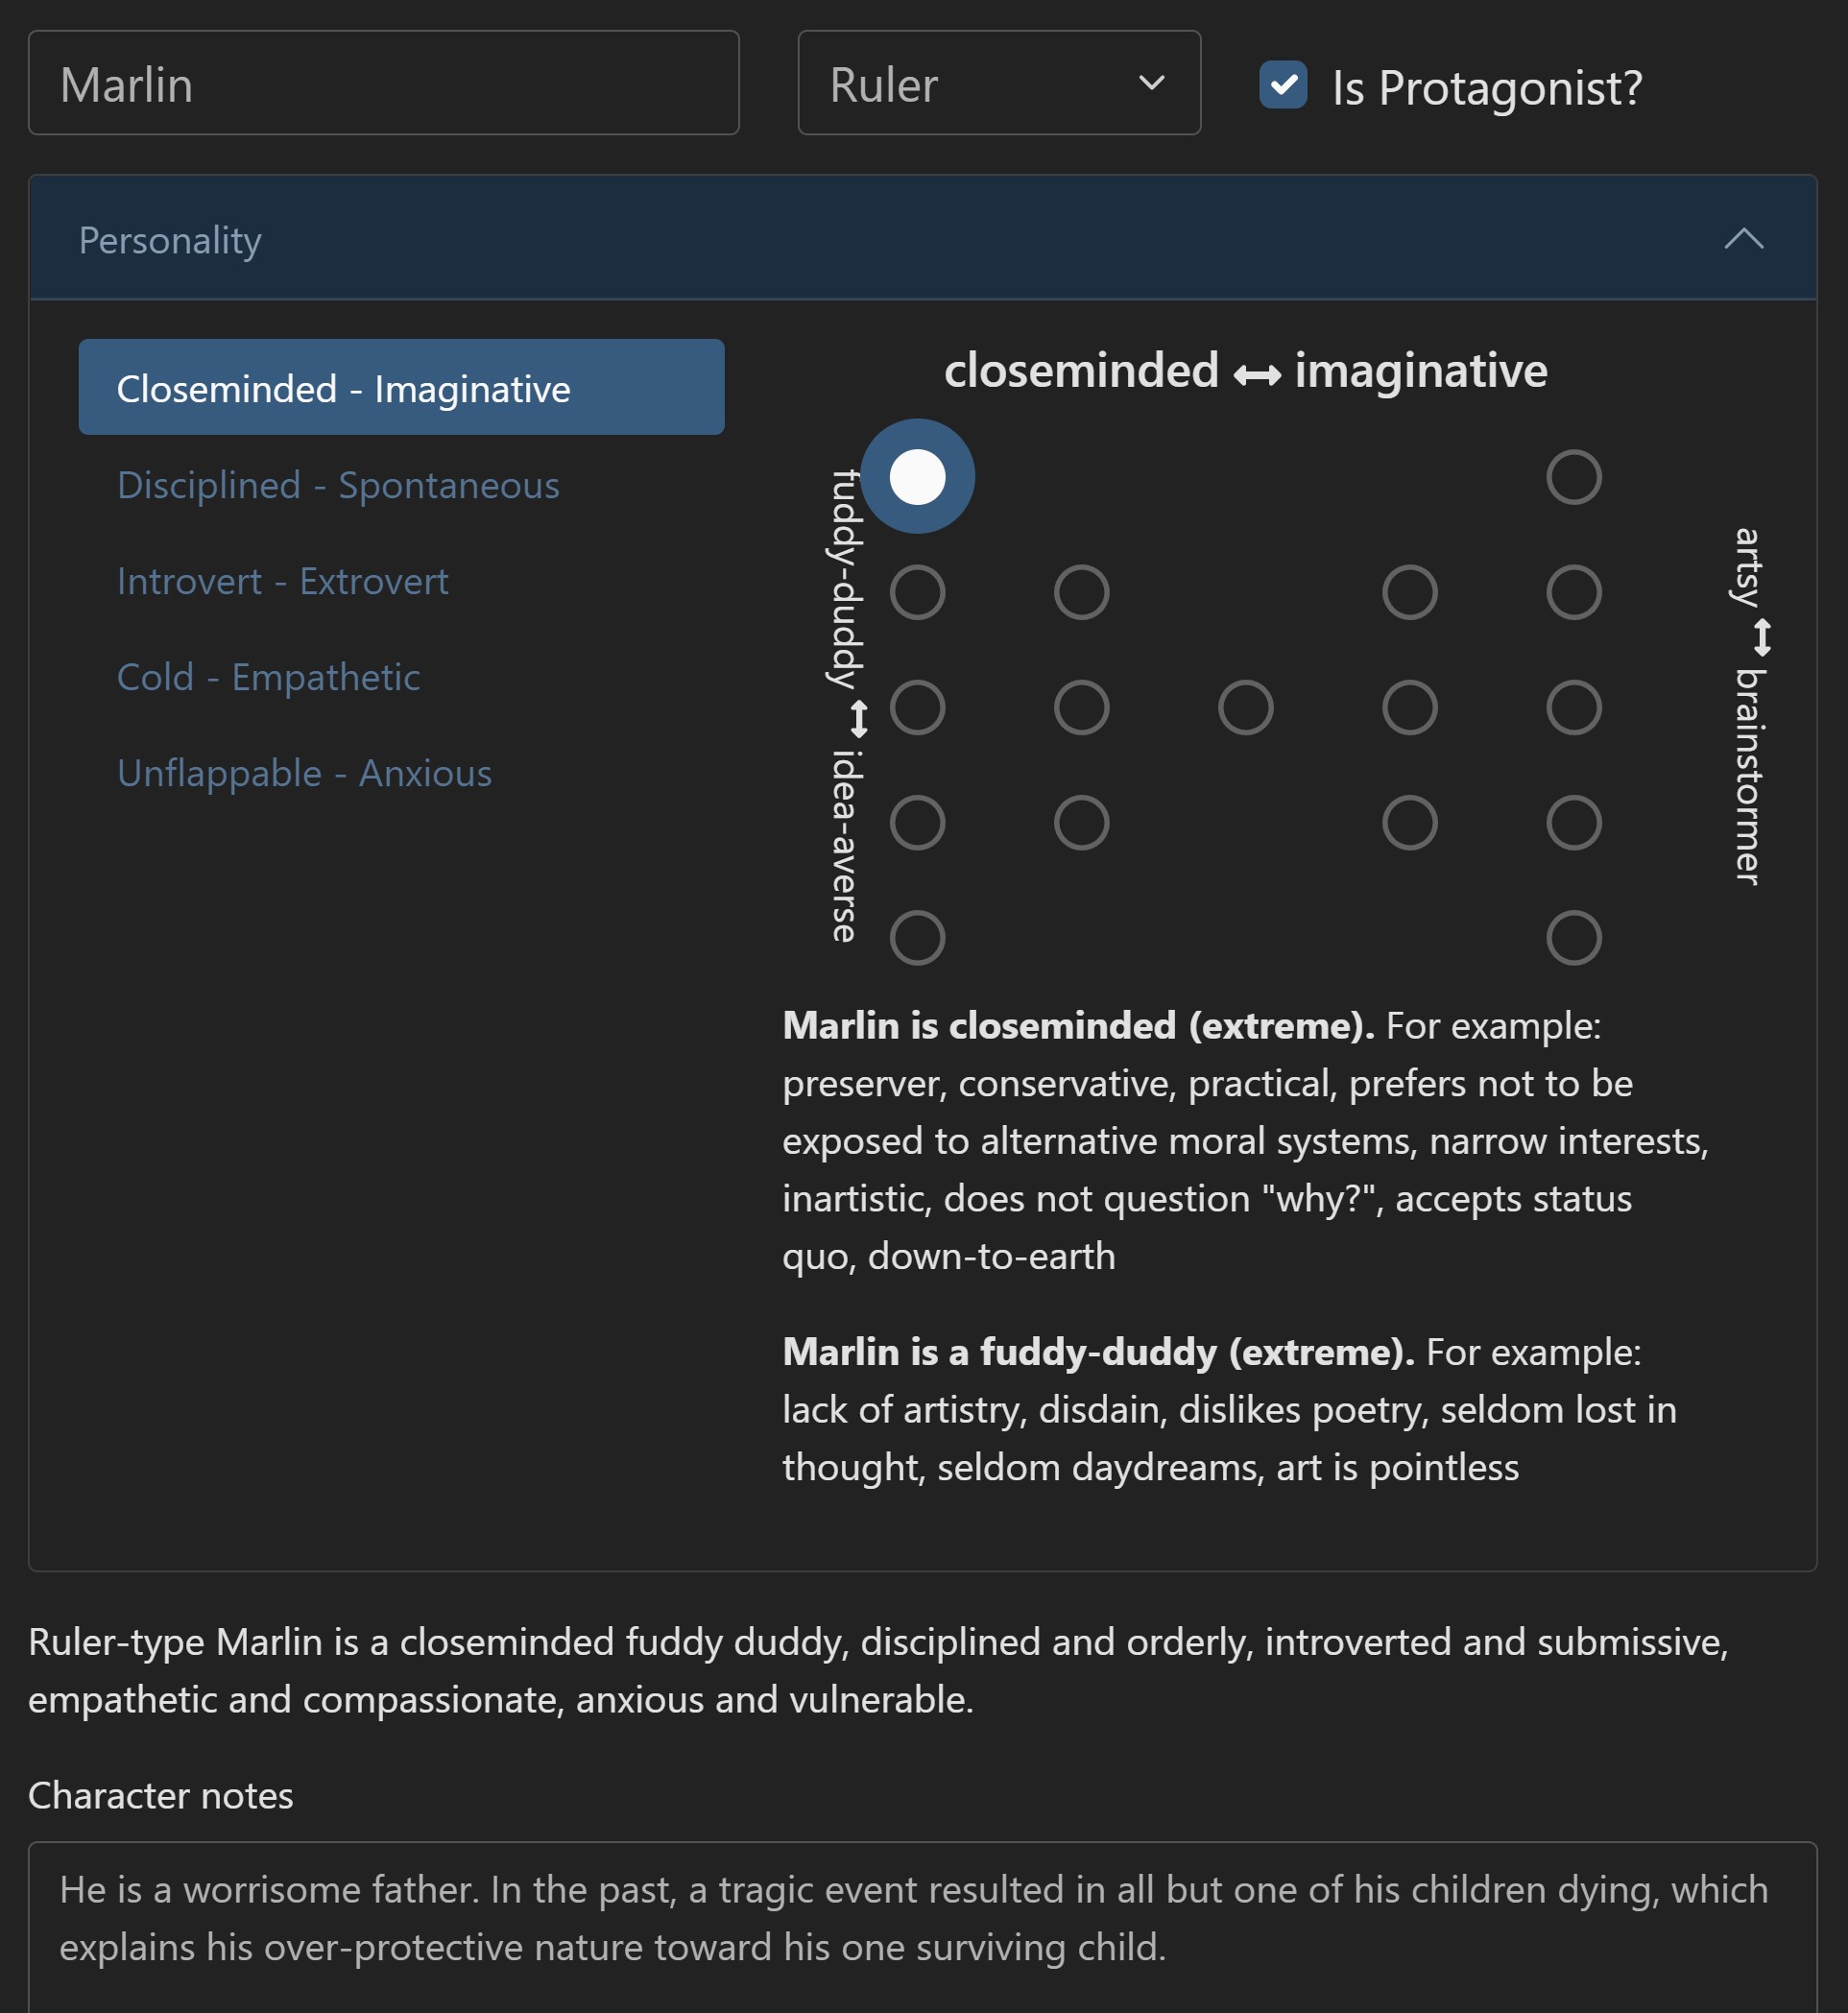 Marlin
Ruler
Is Protagonist?
Personality
Closeminded - Imaginative
Disciplined - Spontaneous
Introvert - Extrovert
Cold - Empathetic
Unflappable - Anxious
closeminded ↔ imaginative
fuddy-duddy ↔ idea-averse
artsy ↔ brainstormer
Marlin is closeminded (extreme). For example:
preserver, conservative, practical, prefers not to be
exposed to alternative moral systems, narrow interests,
inartistic, does not question "why?", accepts status
quo, down-to-earth
Marlin is a fuddy-duddy (extreme). For example:
lack of artistry, disdain, dislikes poetry, seldom lost in
thought, seldom daydreams, art is pointless
Ruler-type Marlin is a closeminded fuddy duddy, disciplined and orderly, introverted and submissive,
empathetic and compassionate, anxious and vulnerable.
Character notes
He is a worrisome father. In the past, a tragic event resulted in all but one of his children dying, which
explains his over-protective nature toward his one surviving child.